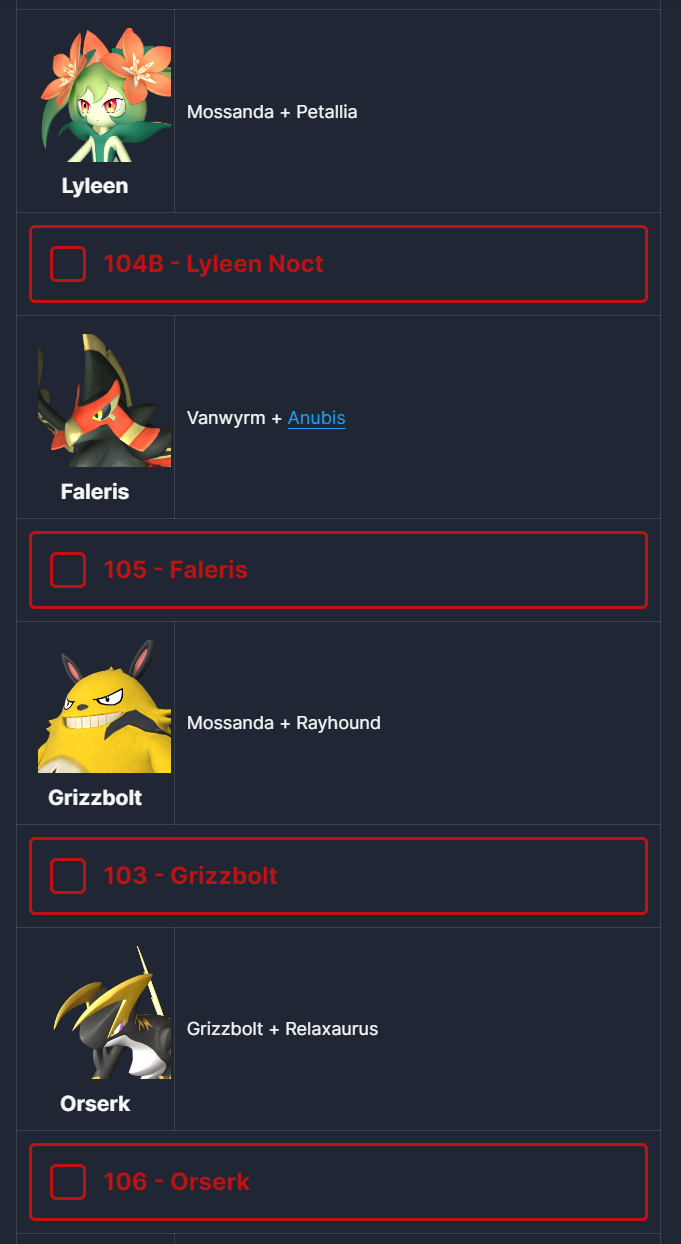 Mossanda + Petallia
Lyleen
104B - Lyleen Noct
Vanwyrm + Anubis
Faleris
105 - Faleris
Mossanda + Rayhound
Grizzbolt
103 - Grizzbolt
Grizzbolt + Relaxaurus
Orserk
106 - Orserk